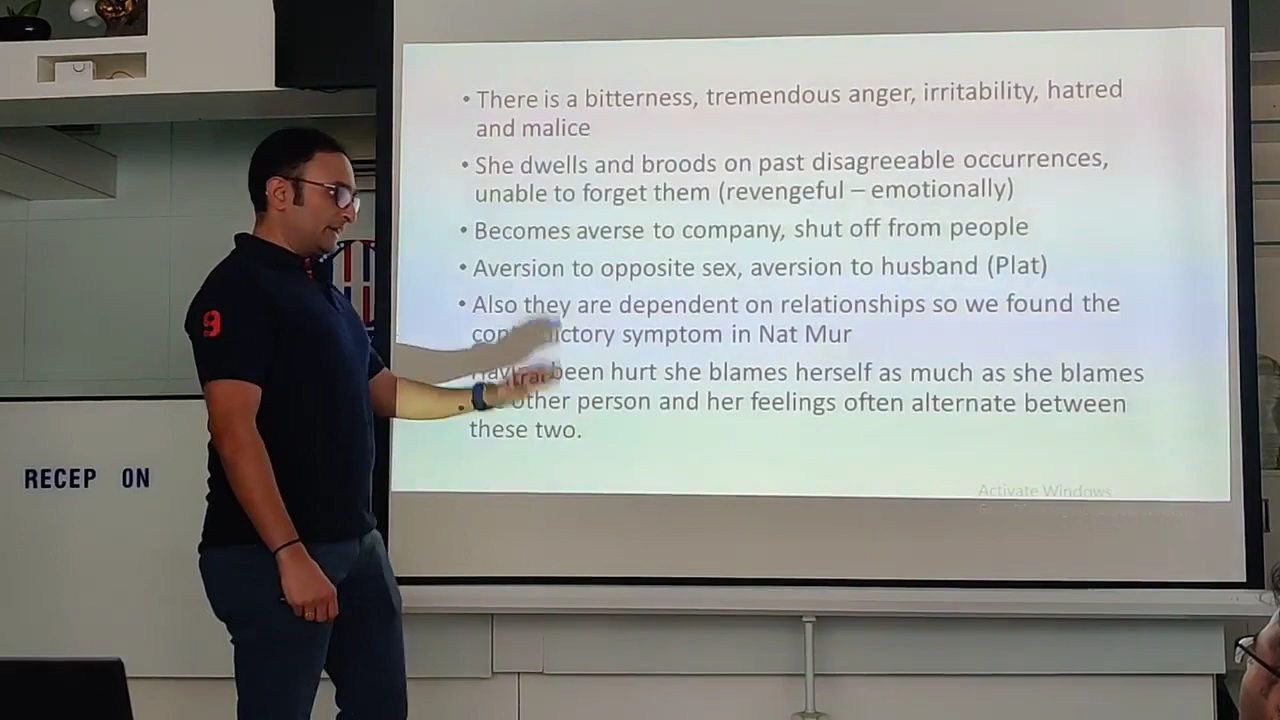 • There is a bitterness, tremendous anger, irritability, hatred
and malice
• She dwells and broods on past disagreeable occurrences,
unable to forget them (revengeful – emotionally)
• Becomes averse to company, shut off from people
• Aversion to opposite sex, aversion to husband (Plat)
• Also they are dependent on relationships so we found the
symptom in Nat Mur
been hurt she blames herself as much as she blames
other person and her feelings often alternate between
these two.
Activate Windows
9
RECEP ON